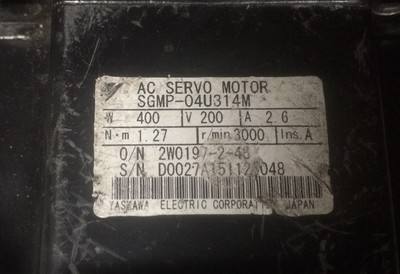 AC SERVO MOTOR
SGMP-04U314M
W 400 V 200 A 2.6
N·m 1.27 r/min 3000 Ins. A
O/N 2W0197-2-48
S/N
YASKAWA ELECTRIC CORPORATION JAPAN